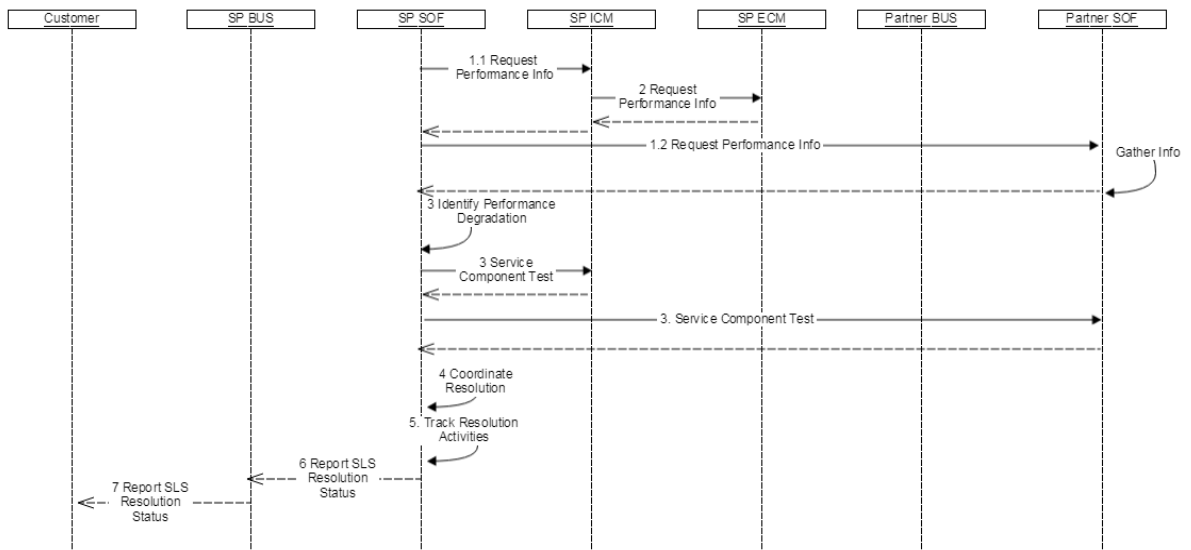 Customer
SP BUS
SP SOF
SP ICM
SP ECM
Partner BUS
Partner SOF
1.1 Request
Performance Info
2 Request
Performance Info
1.2 Request Performance Info
Gather Info
3 Identify Performance
Degradation
3 Service
Component Test
3. Service Component Test
4 Coordinate
Resolution
5. Track Resolution
Activities
6 Report SLS
Resolution
Status
7 Report SLS
Resolution
Status